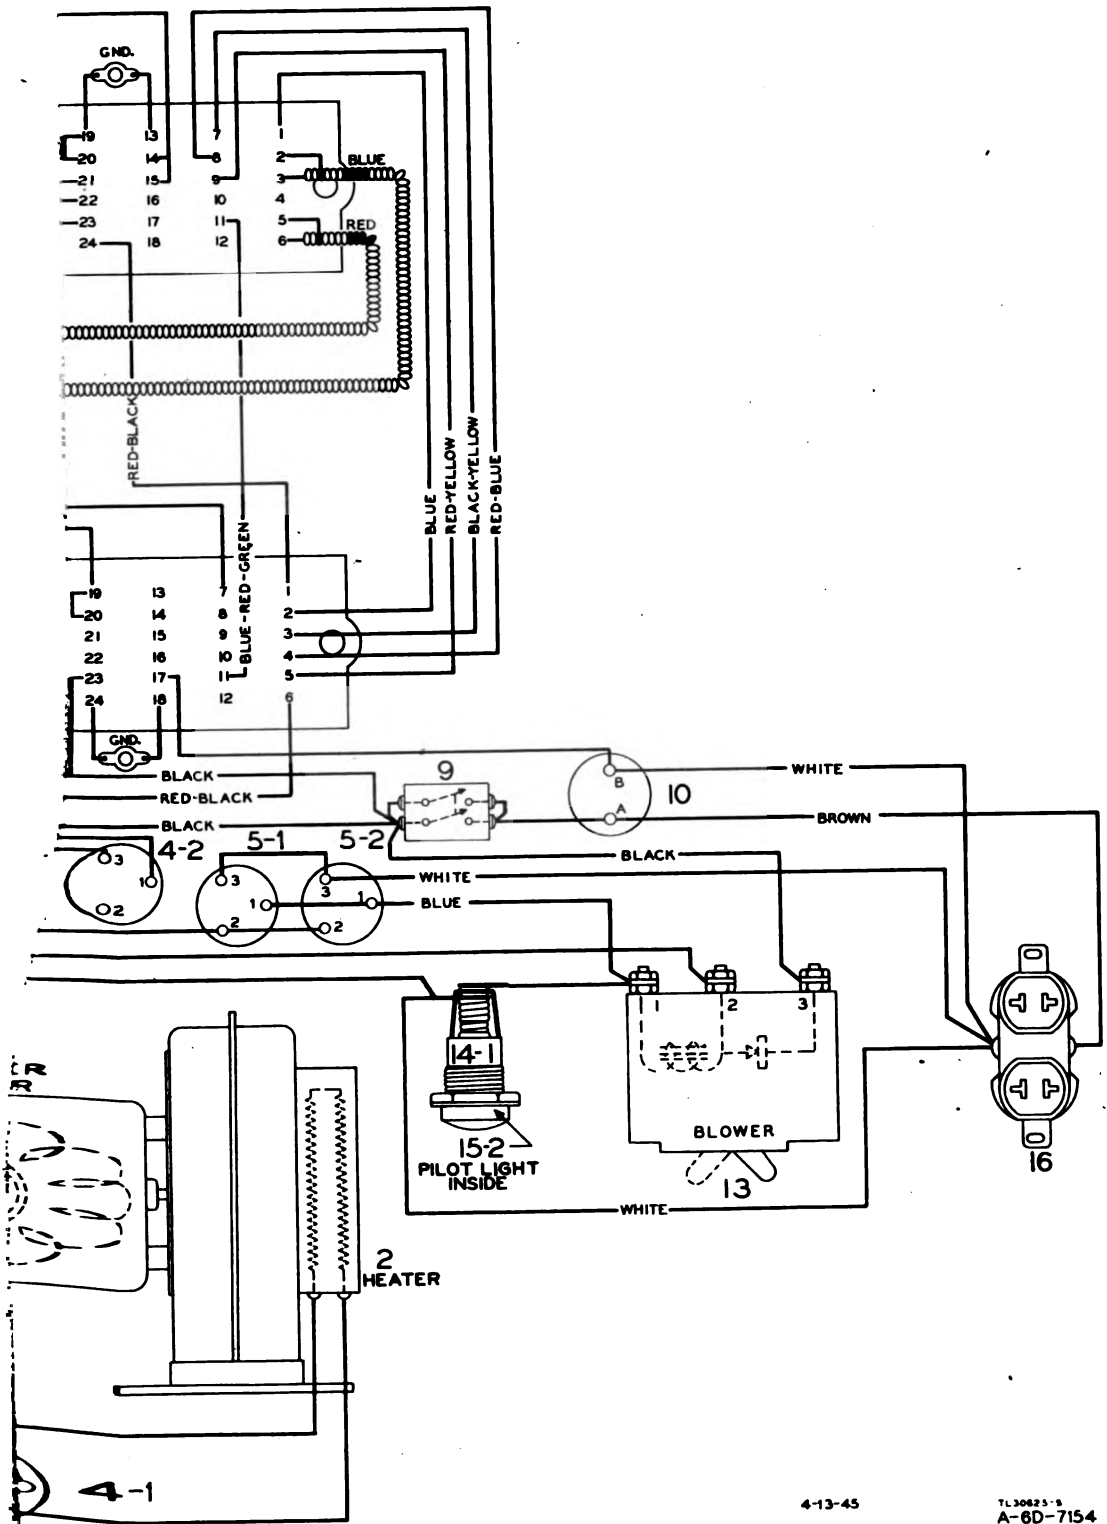 GND.
19 13 7 1
20 14 8 2 BLUE
21 15 9 3
22 16 10 4
23 17 11 5 RED
24 18 12 6
RED-BLACK
BLUE-RED-GREEN
BLUE
RED-YELLOW
BLACK-YELLOW
RED-BLUE
19 13 7 1
20 14 8 2
21 15 9 3
22 16 10 4
23 17 11 5
24 18 12 6
GND.
BLACK
9
B
WHITE
RED-BLACK
10
A
BROWN
BLACK
4-2
5-1
5-2
BLACK
3
1
2
3
1
2
3
1
2
WHITE
BLUE
1 2 3
14-1
BLOWER
15-2
PILOT LIGHT
INSIDE
13
16
WHITE
ER
R
2
HEATER
4-1
4-13-45
TL30623-S
A-6D-7154